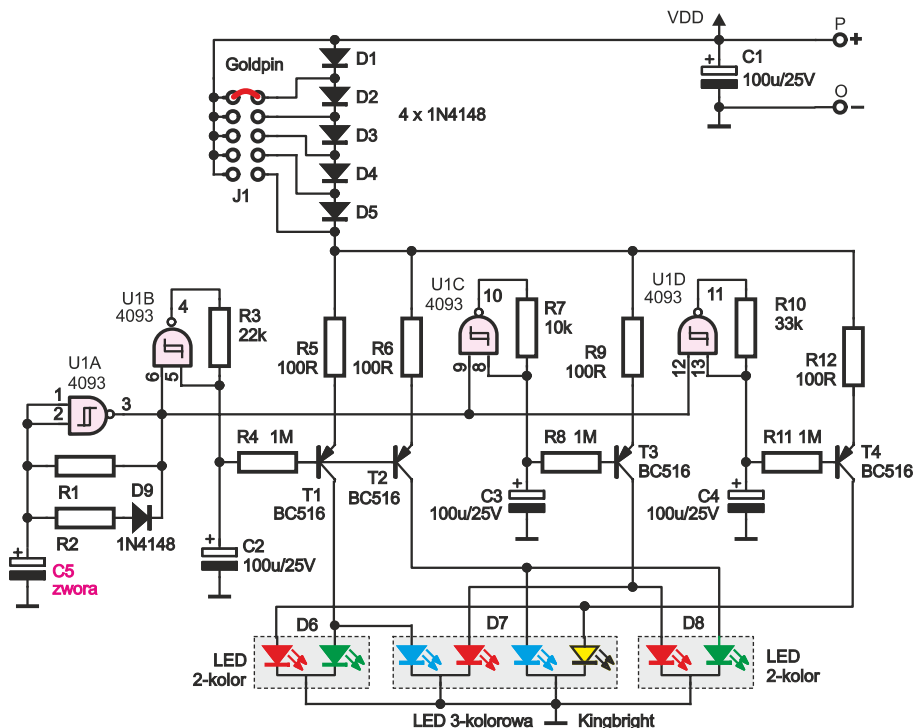 VDD
P
+
C1
100u/25V
+
O
−
Goldpin
J1
D1
D2
D3
D4
D5
4 x 1N4148
U1A
4093
1
2
3
U1B
4093
4
6
5
R3
22k
R5
100R
R6
100R
U1C
4093
10
9
8
R7
10k
R9
100R
U1D
4093
11
12
13
R10
33k
R12
100R
R4 1M
T1
BC516
T2
BC516
R8 1M
T3
BC516
R11 1M
T4
BC516
R1
R2
D9
1N4148
+
C5
zwora
+
C2
100u/25V
+
C3
100u/25V
+
C4
100u/25V
D6
D7
D8
LED
2-kolor
LED
2-kolor
LED 3-kolorowa
Kingbright